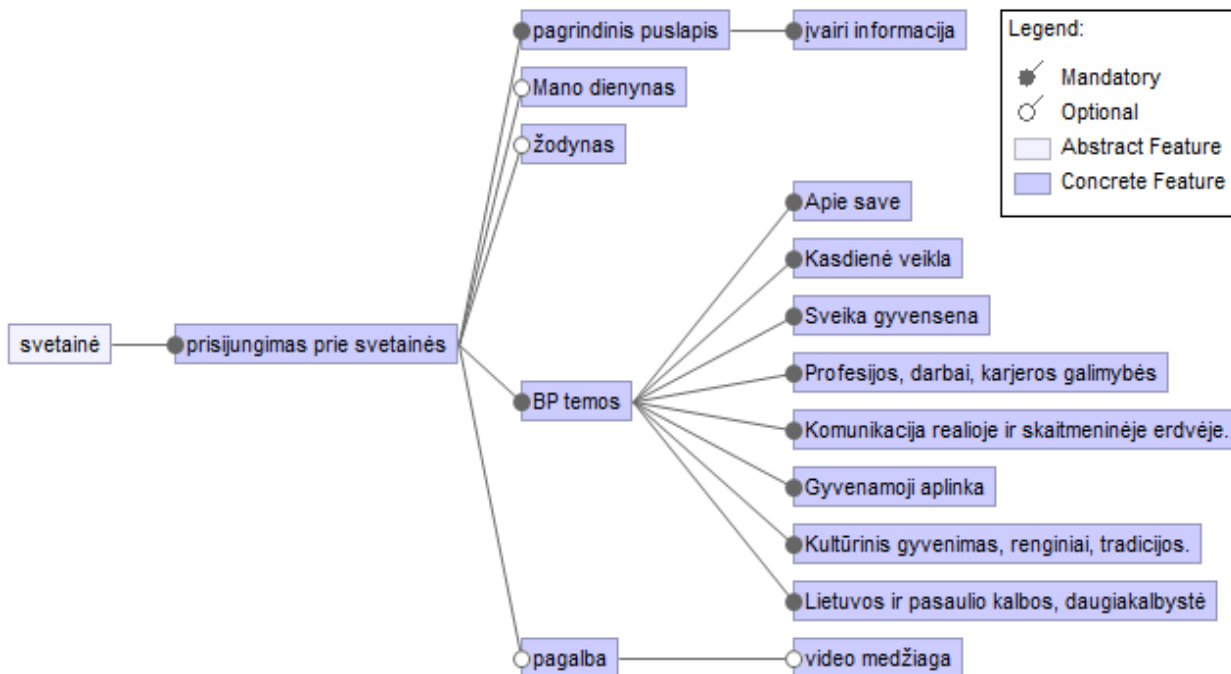 pagrindinis puslapis
įvairi informacija
Legend:
Mandatory
Optional
Abstract Feature
Concrete Feature
Mano dienynas
žodynas
Apie save
Kasdienė veikla
Sveika gyvensena
svetainė
prisijungimas prie svetainės
Profesijos, darbai, karjeros galimybės
BP temos
Komunikacija realioje ir skaitmeninėje erdvėje.
Gyvenamoji aplinka
Kultūrinis gyvenimas, renginiai, tradicijos.
Lietuvos ir pasaulio kalbos, daugiakalbystė
pagalba
video medžiaga